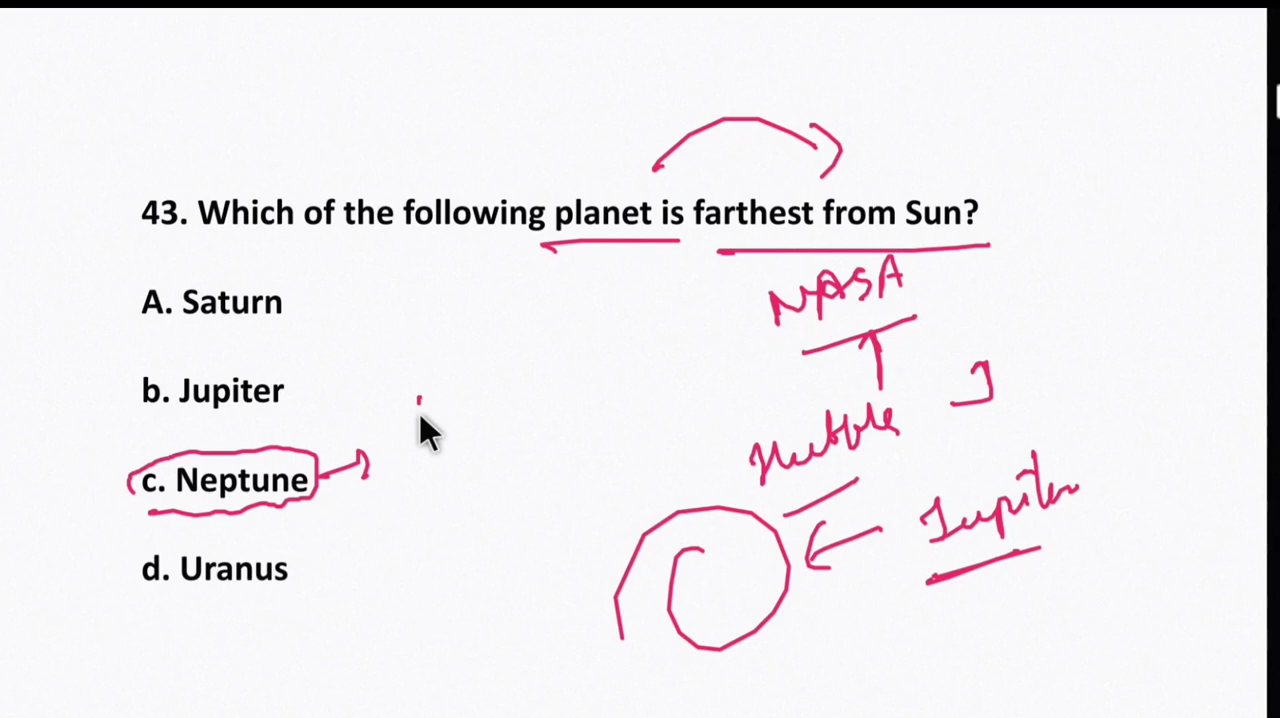 43. Which of the following planet is farthest from Sun?
NASA
A. Saturn
b. Jupiter
Hubble
c. Neptune
Jupiter
d. Uranus